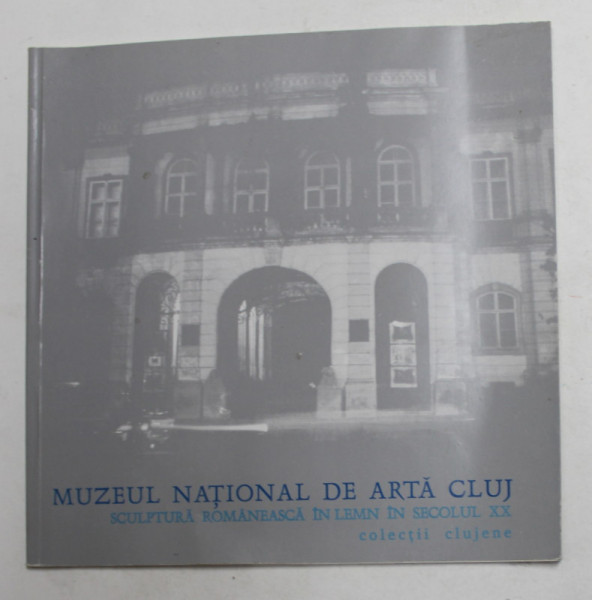 MUZEUL NAȚIONAL DE ARTĂ CLUJ
SCULPTURĂ ROMÂNEASCĂ ÎN LEMN ÎN SECOLUL XX
colecții clujene